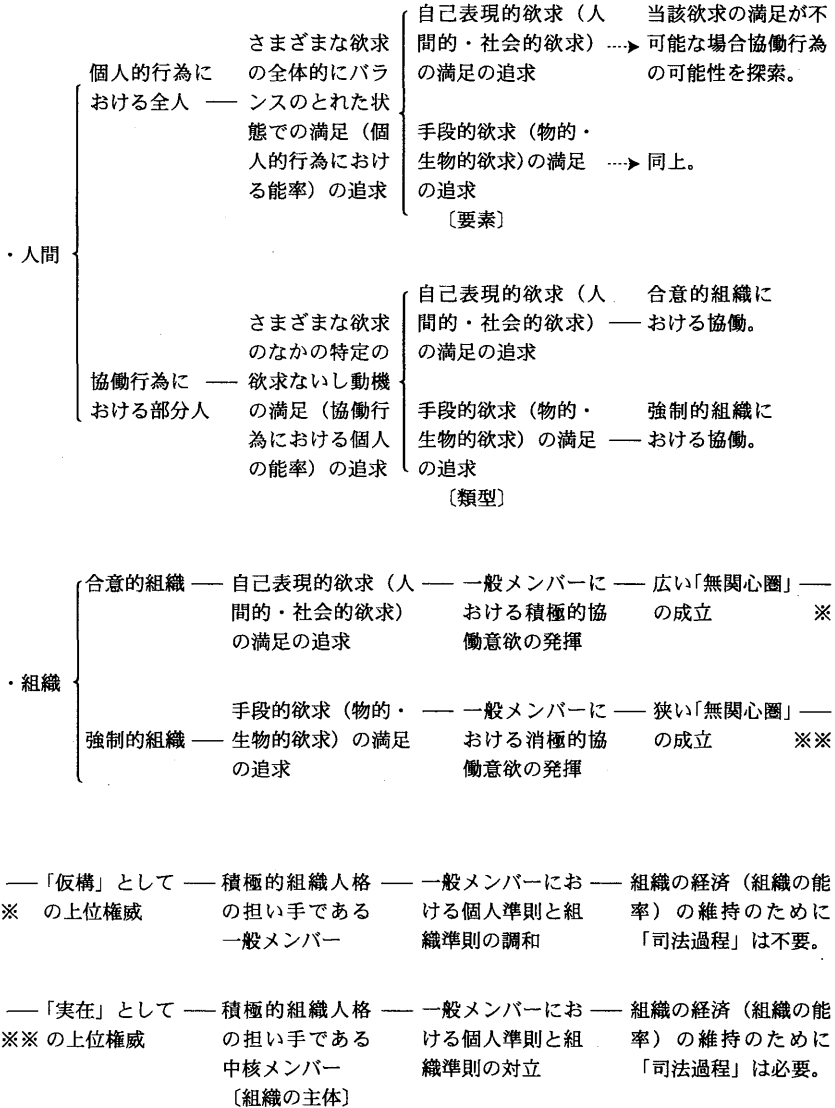 ・人間
個人的行為に
おける全人
さまざまな欲求
の全体的にバラ
ンスのとれた状
態での満足（個
人的行為におけ
る能率）の追求
自己表現的欲求（人
間的・社会的欲求）
の満足の追求
当該欲求の満足が不
可能な場合協働行為
の可能性を探索。
手段的欲求（物的・
生物的欲求）の満足
の追求
同上。
〔要素〕
協働行為に
おける部分人
さまざまな欲求
のなかの特定の
欲求ないし動機
の満足（協働行
為における個人
の能率）の追求
自己表現的欲求（人
間的・社会的欲求）
の満足の追求
合意的組織に
おける協働。
手段的欲求（物的・
生物的欲求）の満足
の追求
強制的組織に
おける協働。
〔類型〕
・組織
合意的組織
自己表現的欲求（人
間的・社会的欲求）
の満足の追求
一般メンバーに
おける積極的協
働意欲の発揮
広い「無関心圏」
の成立
※
強制的組織
手段的欲求（物的・
生物的欲求）の満足
の追求
一般メンバーに
おける消極的協
働意欲の発揮
狭い「無関心圏」
の成立
※※
※
「仮構」として
の上位権威
積極的組織人格
の担い手である
一般メンバー
一般メンバーにお
ける個人準則と組
織準則の調和
組織の経済（組織の能
率）の維持のために
「司法過程」は不要。
※※
「実在」として
の上位権威
積極的組織人格
の担い手である
中核メンバー
〔組織の主体〕
一般メンバーにお
ける個人準則と組
織準則の対立
組織の経済（組織の能
率）の維持のために
「司法過程」は必要。